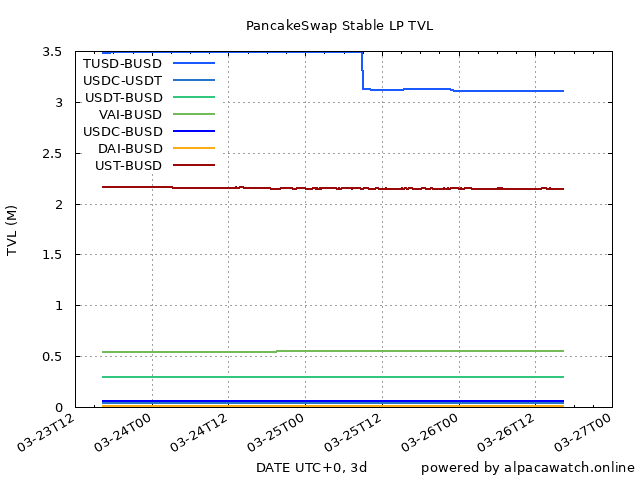 PancakeSwap Stable LP TVL
TVL (M)
3.5
3
2.5
2
1.5
1
0.5
0
TUSD-BUSD
USDC-USDT
USDT-BUSD
VAI-BUSD
USDC-BUSD
DAI-BUSD
UST-BUSD
03-23T12
03-24T00
03-24T12
03-25T00
03-25T12
03-26T00
03-26T12
03-27T00
DATE UTC+0, 3d
powered by alpacawatch.online